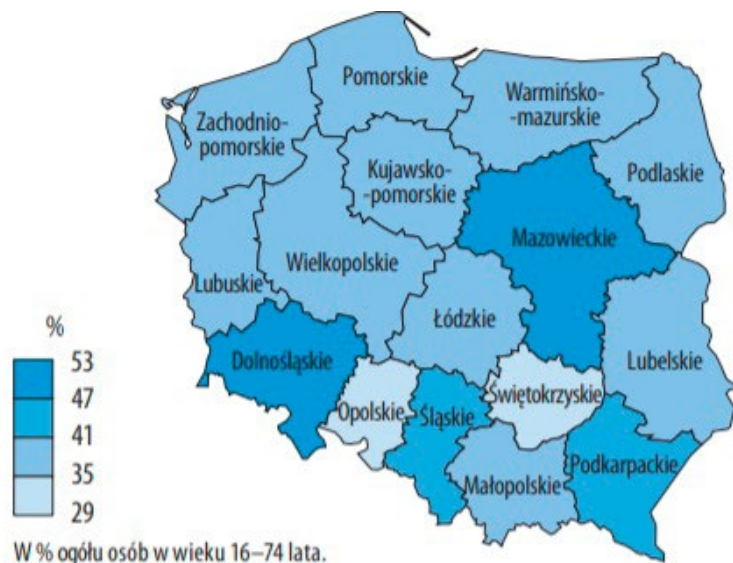 Pomorskie
Warmińsko-
-mazurskie
Zachodnio-
pomorskie
Kujawsko-
-pomorskie
Podlaskie
Mazowieckie
Wielkopolskie
Lubuskie
Łódzkie
Lubelskie
Dolnośląskie
Opolskie
Śląskie
Świętokrzyskie
Małopolskie
Podkarpackie
%
53
47
41
35
29
W % ogółu osób w wieku 16–74 lata.